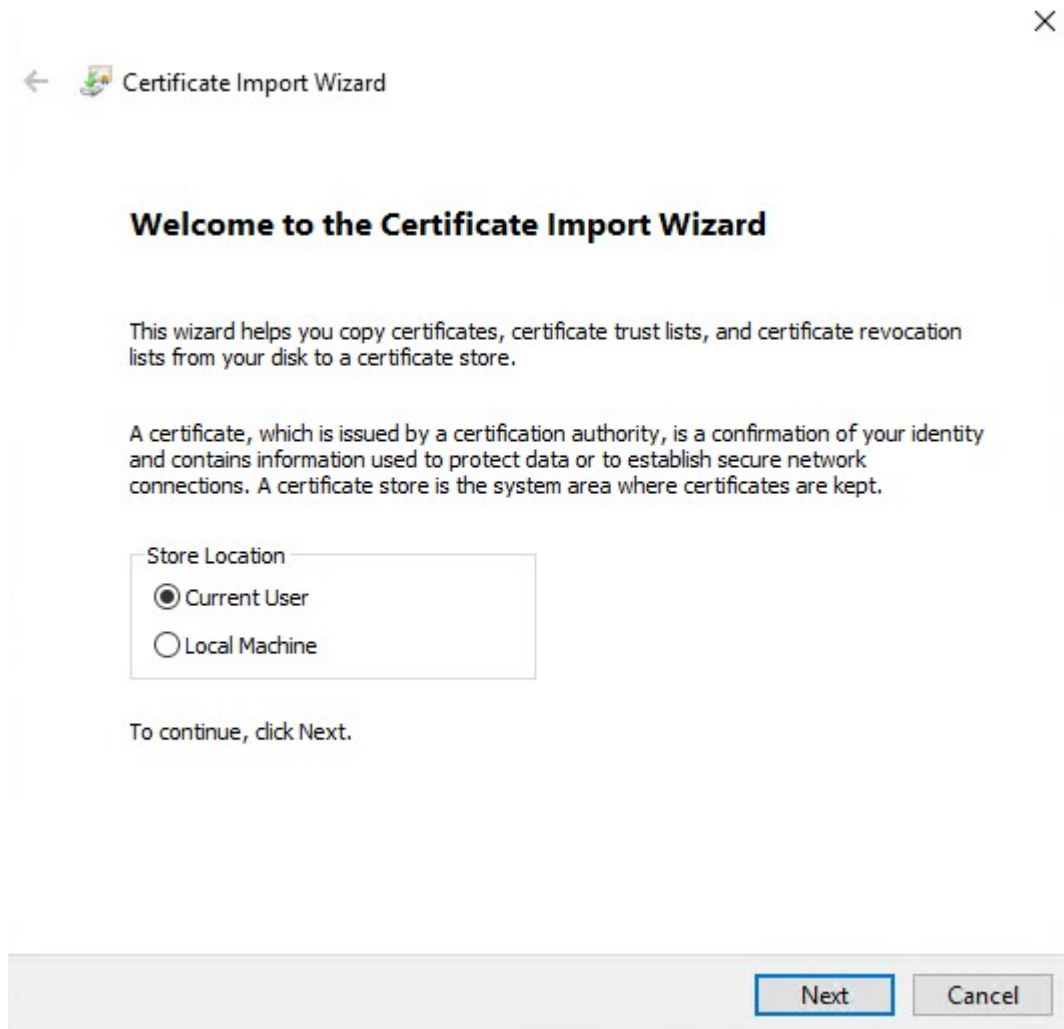 Certificate Import Wizard
Welcome to the Certificate Import Wizard
This wizard helps you copy certificates, certificate trust lists, and certificate revocation
lists from your disk to a certificate store.
A certificate, which is issued by a certification authority, is a confirmation of your identity
and contains information used to protect data or to establish secure network
connections. A certificate store is the system area where certificates are kept.
Store Location
Current User
Local Machine
To continue, click Next.
Next
Cancel